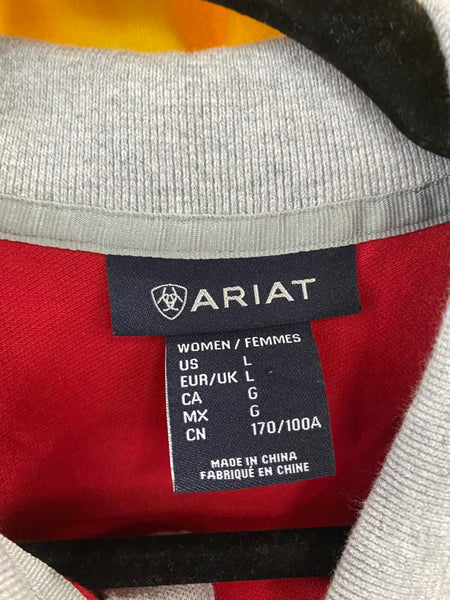 ARIAT
WOMEN / FEMMES
US L
EUR/UK L
CA G
MX G
CN 170/100A
MADE IN CHINA
FABRIQUÉ EN CHINE